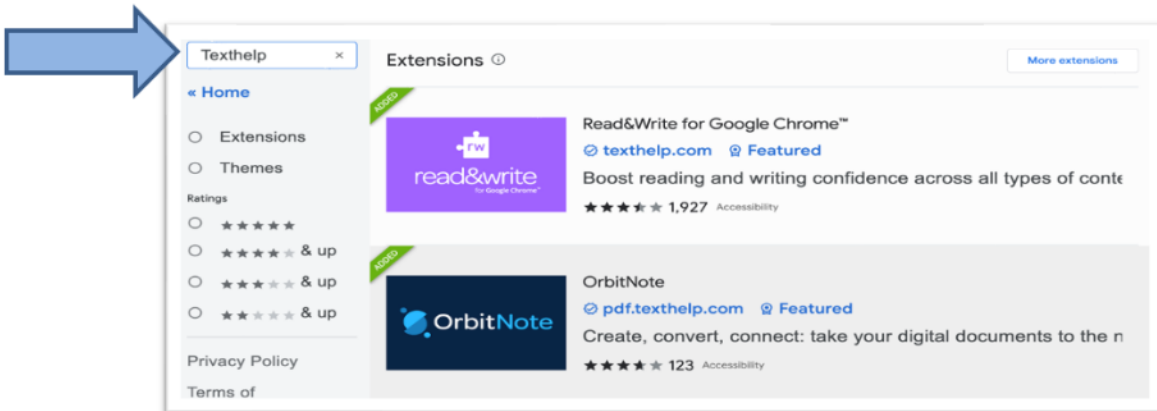 Texthelp ×
« Home
Extensions
Themes
Ratings
& up
& up
& up
Privacy Policy
Terms of
Extensions
More extensions
ADDED
rw
read&write
for Google Chrome™
Read&Write for Google Chrome™
texthelp.com Featured
Boost reading and writing confidence across all types of conte
1,927 Accessibility
ADDED
OrbitNote
OrbitNote
pdf.texthelp.com Featured
Create, convert, connect: take your digital documents to the n
123 Accessibility